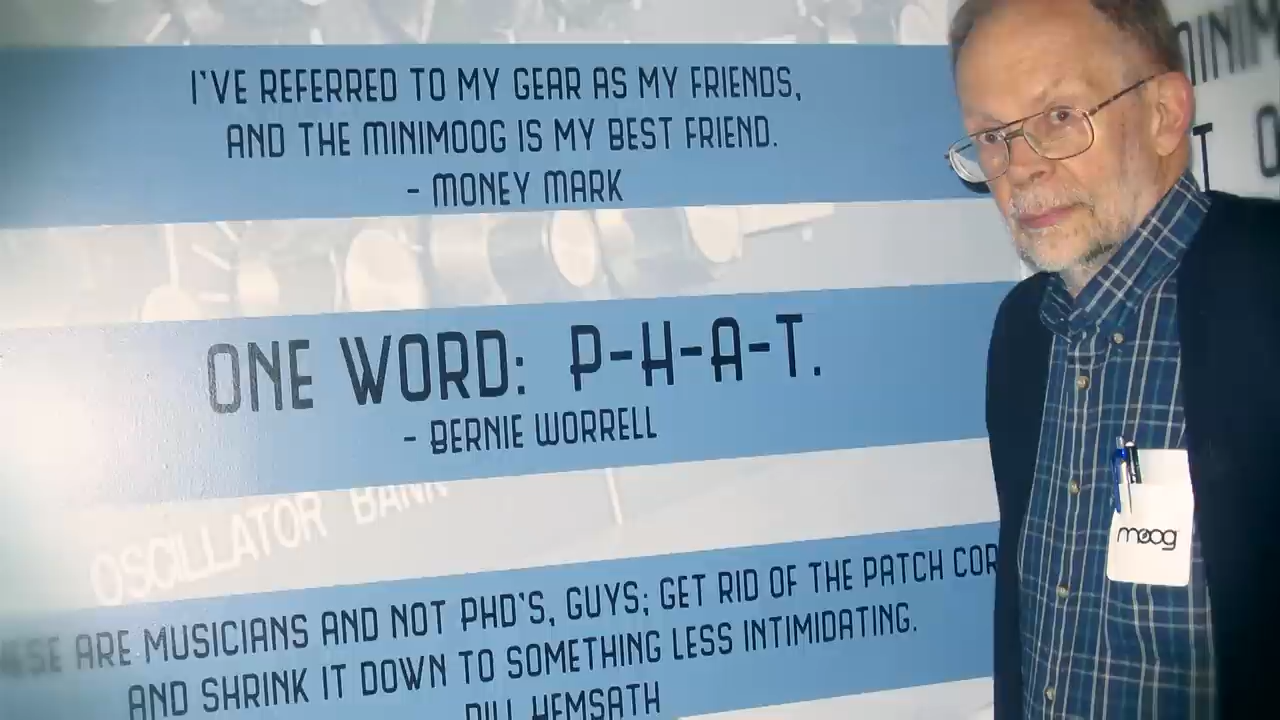 I'VE REFERRED TO MY GEAR AS MY FRIENDS,
AND THE MINIMOOG IS MY BEST FRIEND.
- MONEY MARK
ONE WORD: P-H-A-T.
- BERNIE WORRELL
OSCILLATOR BANK
ARE MUSICIANS AND NOT PHD'S, GUYS; GET RID OF THE PATCH COR
AND SHRINK IT DOWN TO SOMETHING LESS INTIMIDATING.
HEMSATH
moog